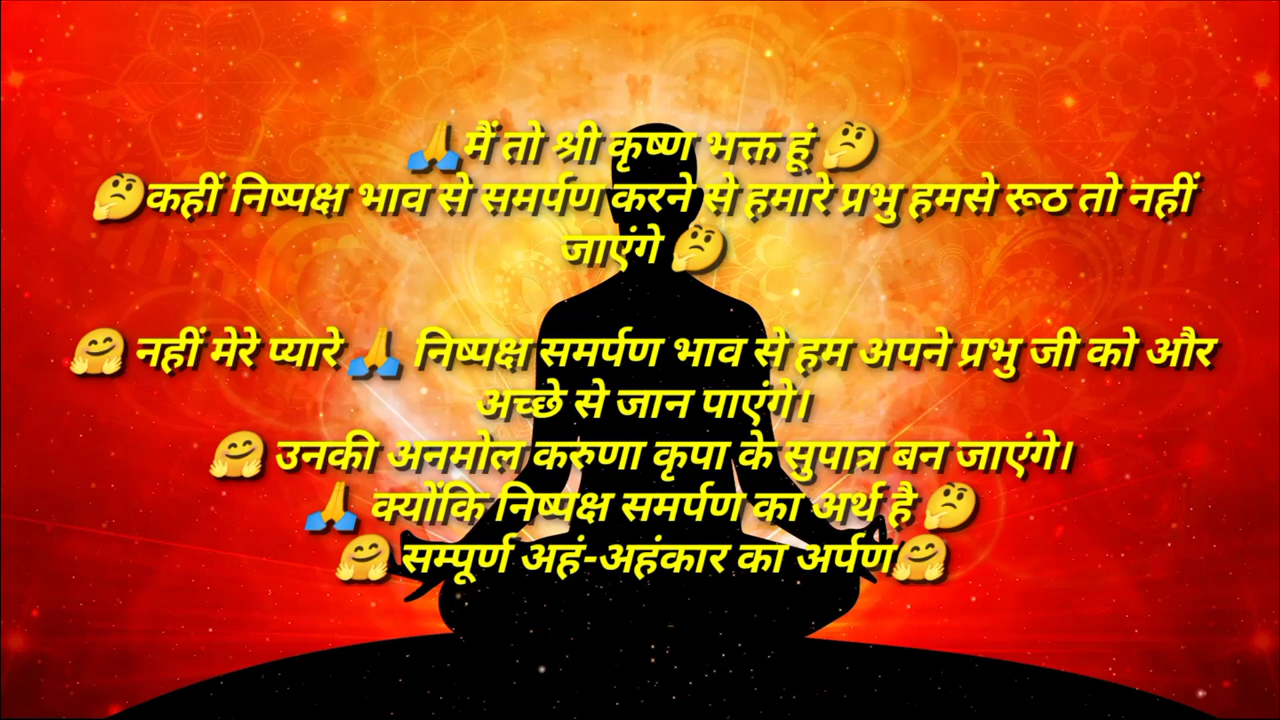 🙏मैं तो श्री कृष्ण भक्त हूं 🤔
🤔कहीं निष्पक्ष भाव से समर्पण करने से हमारे प्रभु हमसे रूठ तो नहीं
जाएंगे 🤔
🤗 नहीं मेरे प्यारे🙏 निष्पक्ष समर्पण भाव से हम अपने प्रभु जी को और
अच्छे से जान पाएंगे।
🤗 उनकी अनमोल करुणा कृपा के सुपात्र बन जाएंगे।
🙏 क्योंकि निष्पक्ष समर्पण का अर्थ है 🤔
🤗 सम्पूर्ण अहं-अहंकार का अर्पण🤗